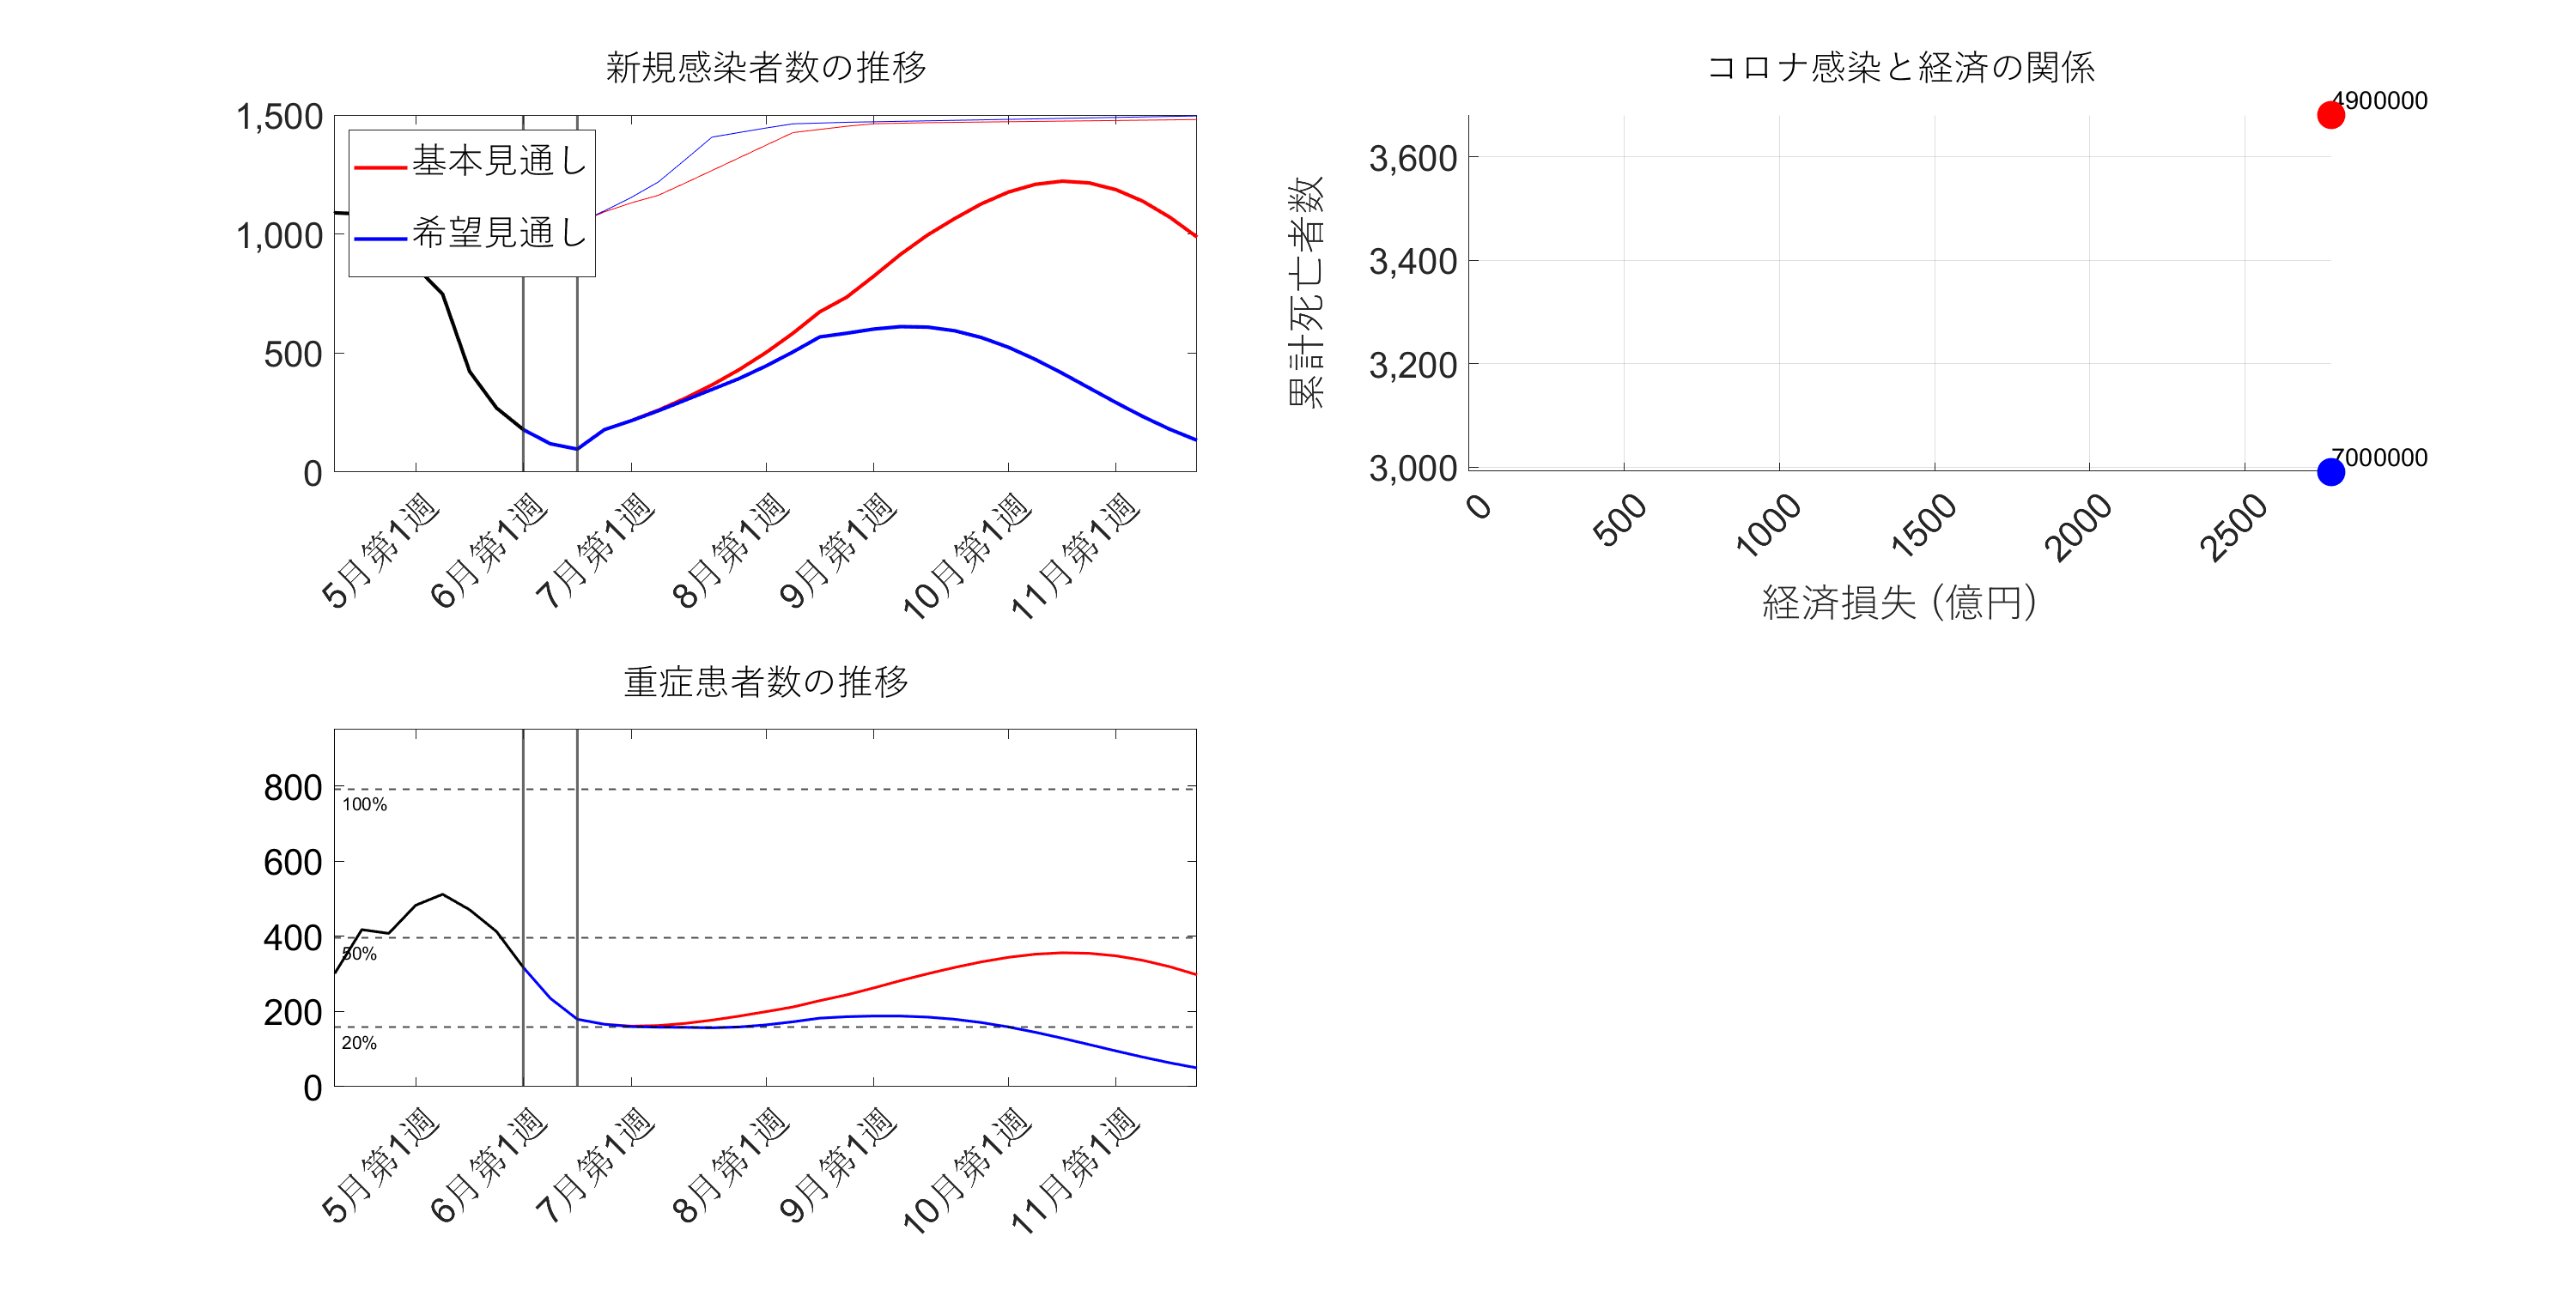 新規感染者数の推移
1,500
1,000
500
0
基本見通し
希望見通し
5月第1週
6月第1週
7月第1週
8月第1週
9月第1週
10月第1週
11月第1週
コロナ感染と経済の関係
累計死亡者数
3,600
3,400
3,200
3,000
4900000
7000000
0
500
1000
1500
2000
2500
経済損失 (億円)
重症患者数の推移
800
600
400
200
0
100%
50%
20%
5月第1週
6月第1週
7月第1週
8月第1週
9月第1週
10月第1週
11月第1週